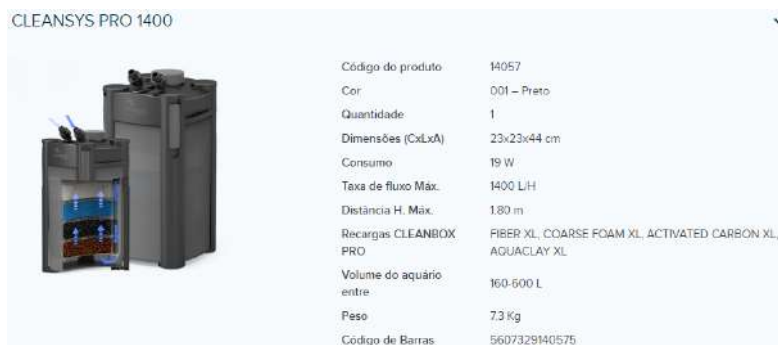 CLEANSYS PRO 1400
Código do produto 14057
Cor 001 – Preto
Quantidade 1
Dimensões (CxLxA) 23x23x44 cm
Consumo 19 W
Taxa de fluxo Máx. 1400 L/H
Distância H. Máx. 1.80 m
Recargas CLEANBOX PRO FIBER XL, COARSE FOAM XL, ACTIVATED CARBON XL, AQUACLAY XL
Volume do aquário entre 160-600 L
Peso 7.3 Kg
Código de Barras 5607329140575